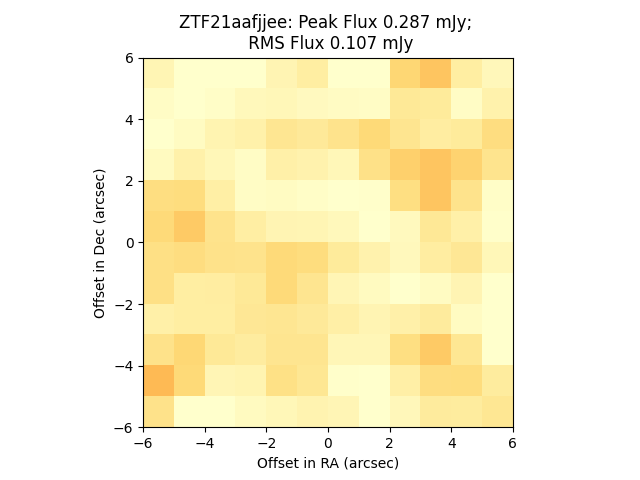 ZTF21aafjjee: Peak Flux 0.287 mJy;
RMS Flux 0.107 mJy
6
4
2
0
−2
−4
−6
Offset in Dec (arcsec)
−6 −4 −2 0 2 4 6
Offset in RA (arcsec)